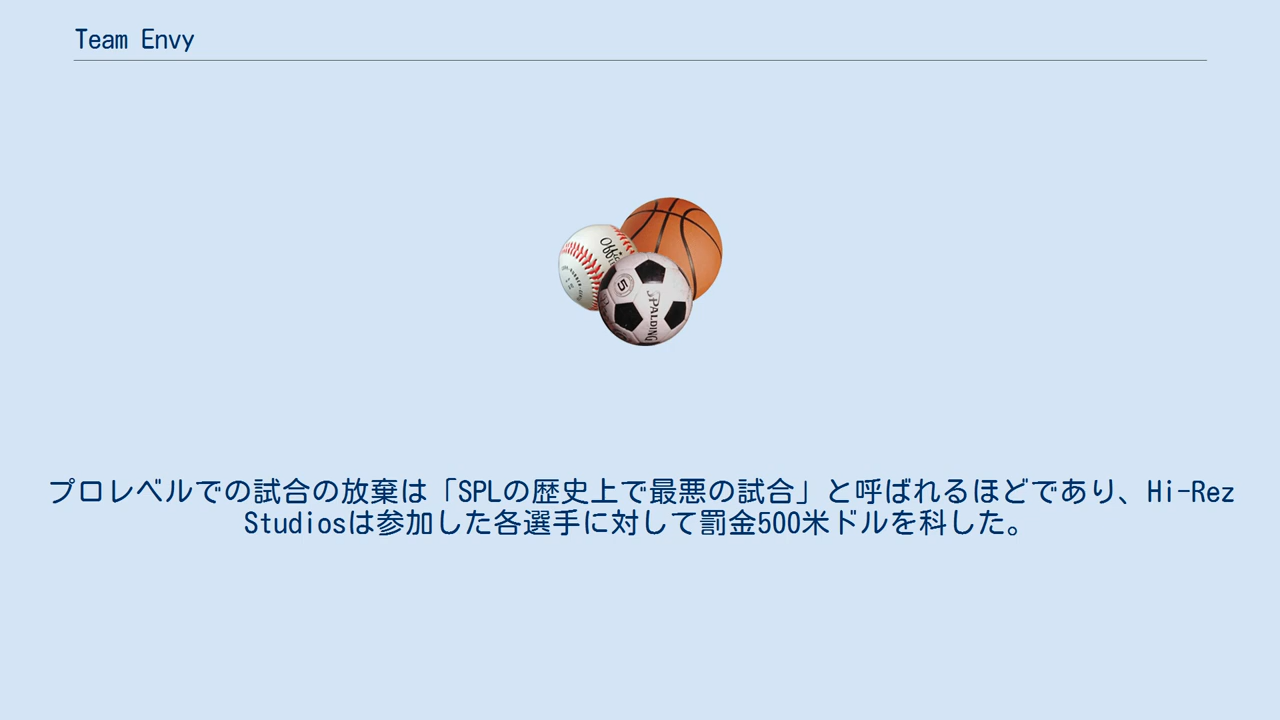 Team Envy
Offic
5
SPALDING
プロレベルでの試合の放棄は「SPLの歴史上で最悪の試合」と呼ばれるほどであり、Hi-Rez
Studiosは参加した各選手に対して罰金500米ドルを科した。